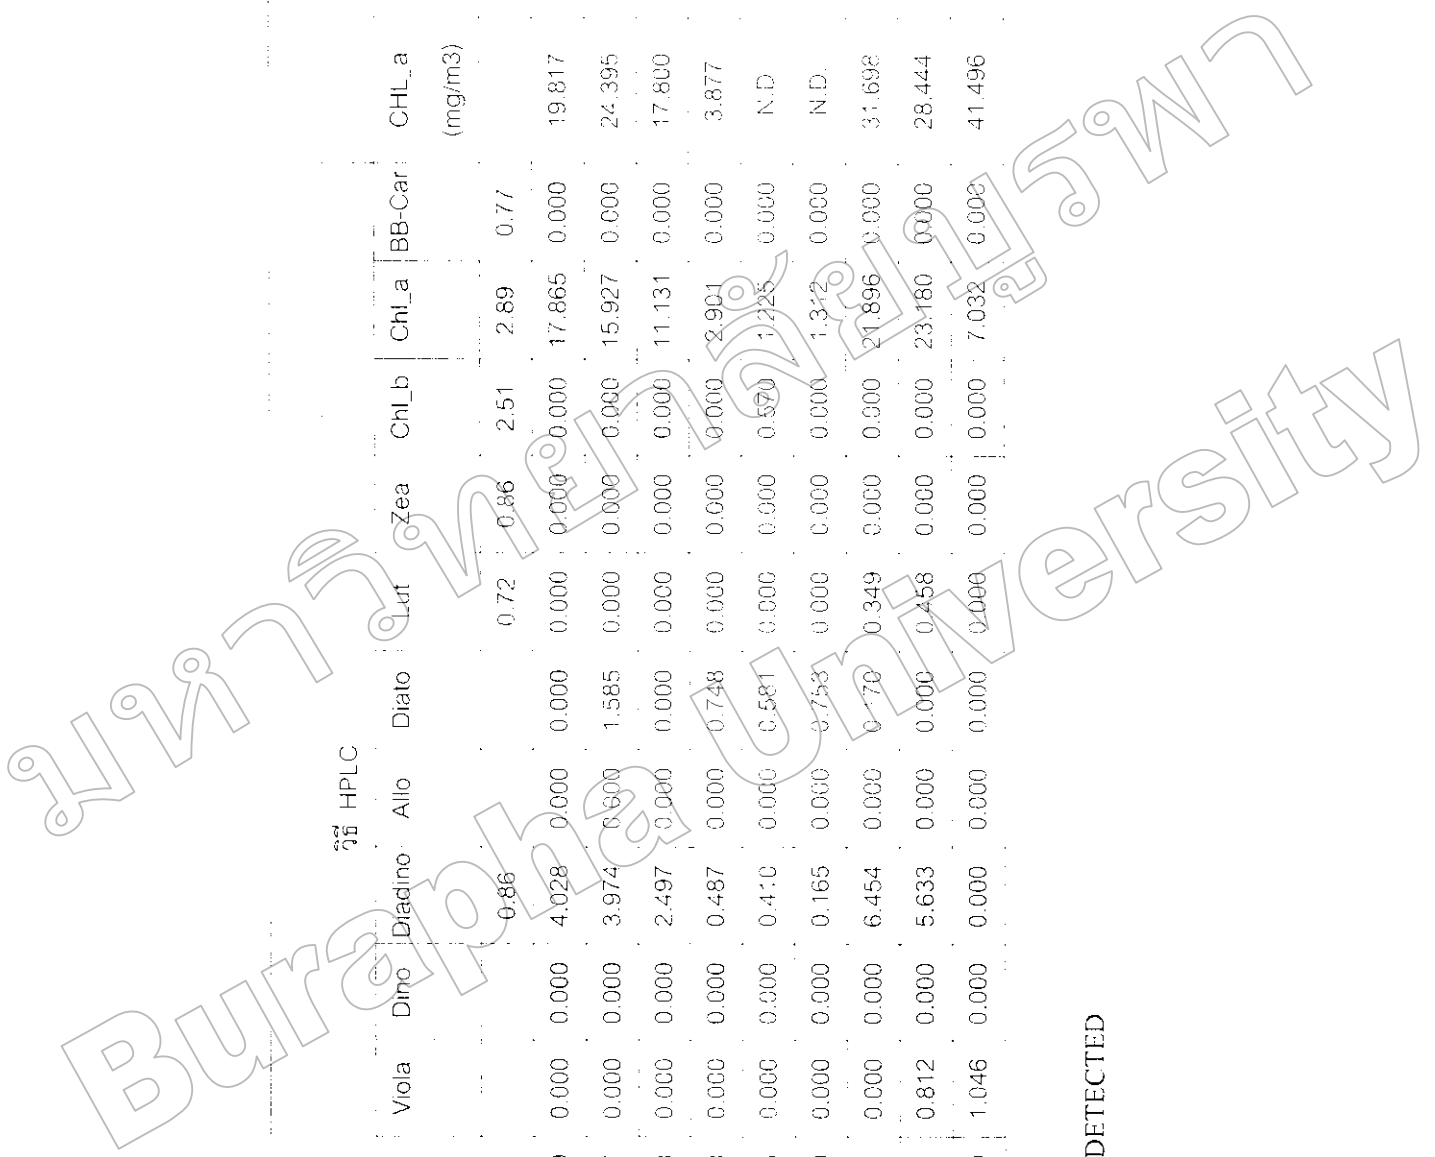 วิธี HPLC
Viola Dino Diadino Allo Diato Lut Zea Chl_b Chl_a BB-Car CHL_a
(mg/m3)
0.86 0.72 0.86 2.51 2.89 0.77
0.000 0.000 4.028 0.000 0.000 0.000 0.000 0.000 17.865 0.000 19.817
0.000 0.000 3.974 0.600 1.585 0.000 0.000 0.000 15.927 0.000 24.395
0.000 0.000 2.497 0.000 0.000 0.000 0.000 0.000 11.131 0.000 17.800
0.000 0.000 0.487 0.000 0.748 0.000 0.000 0.000 2.901 0.000 3.877
0.000 0.000 0.410 0.000 0.581 0.000 0.000 0.670 1.225 0.000 N.D
0.000 0.000 0.165 0.000 0.753 0.000 0.000 0.000 1.312 0.000 N.D.
0.000 0.000 6.454 0.000 0.170 0.349 0.000 0.000 21.896 0.000 31.698
0.812 0.000 5.633 0.000 0.000 0.458 0.000 0.000 23.180 0.000 28.444
1.046 0.000 0.000 0.000 0.000 0.000 0.000 0.000 7.032 0.000 41.496
DETECTED
มหาวิทยาลัยบูรพา
Burapha University